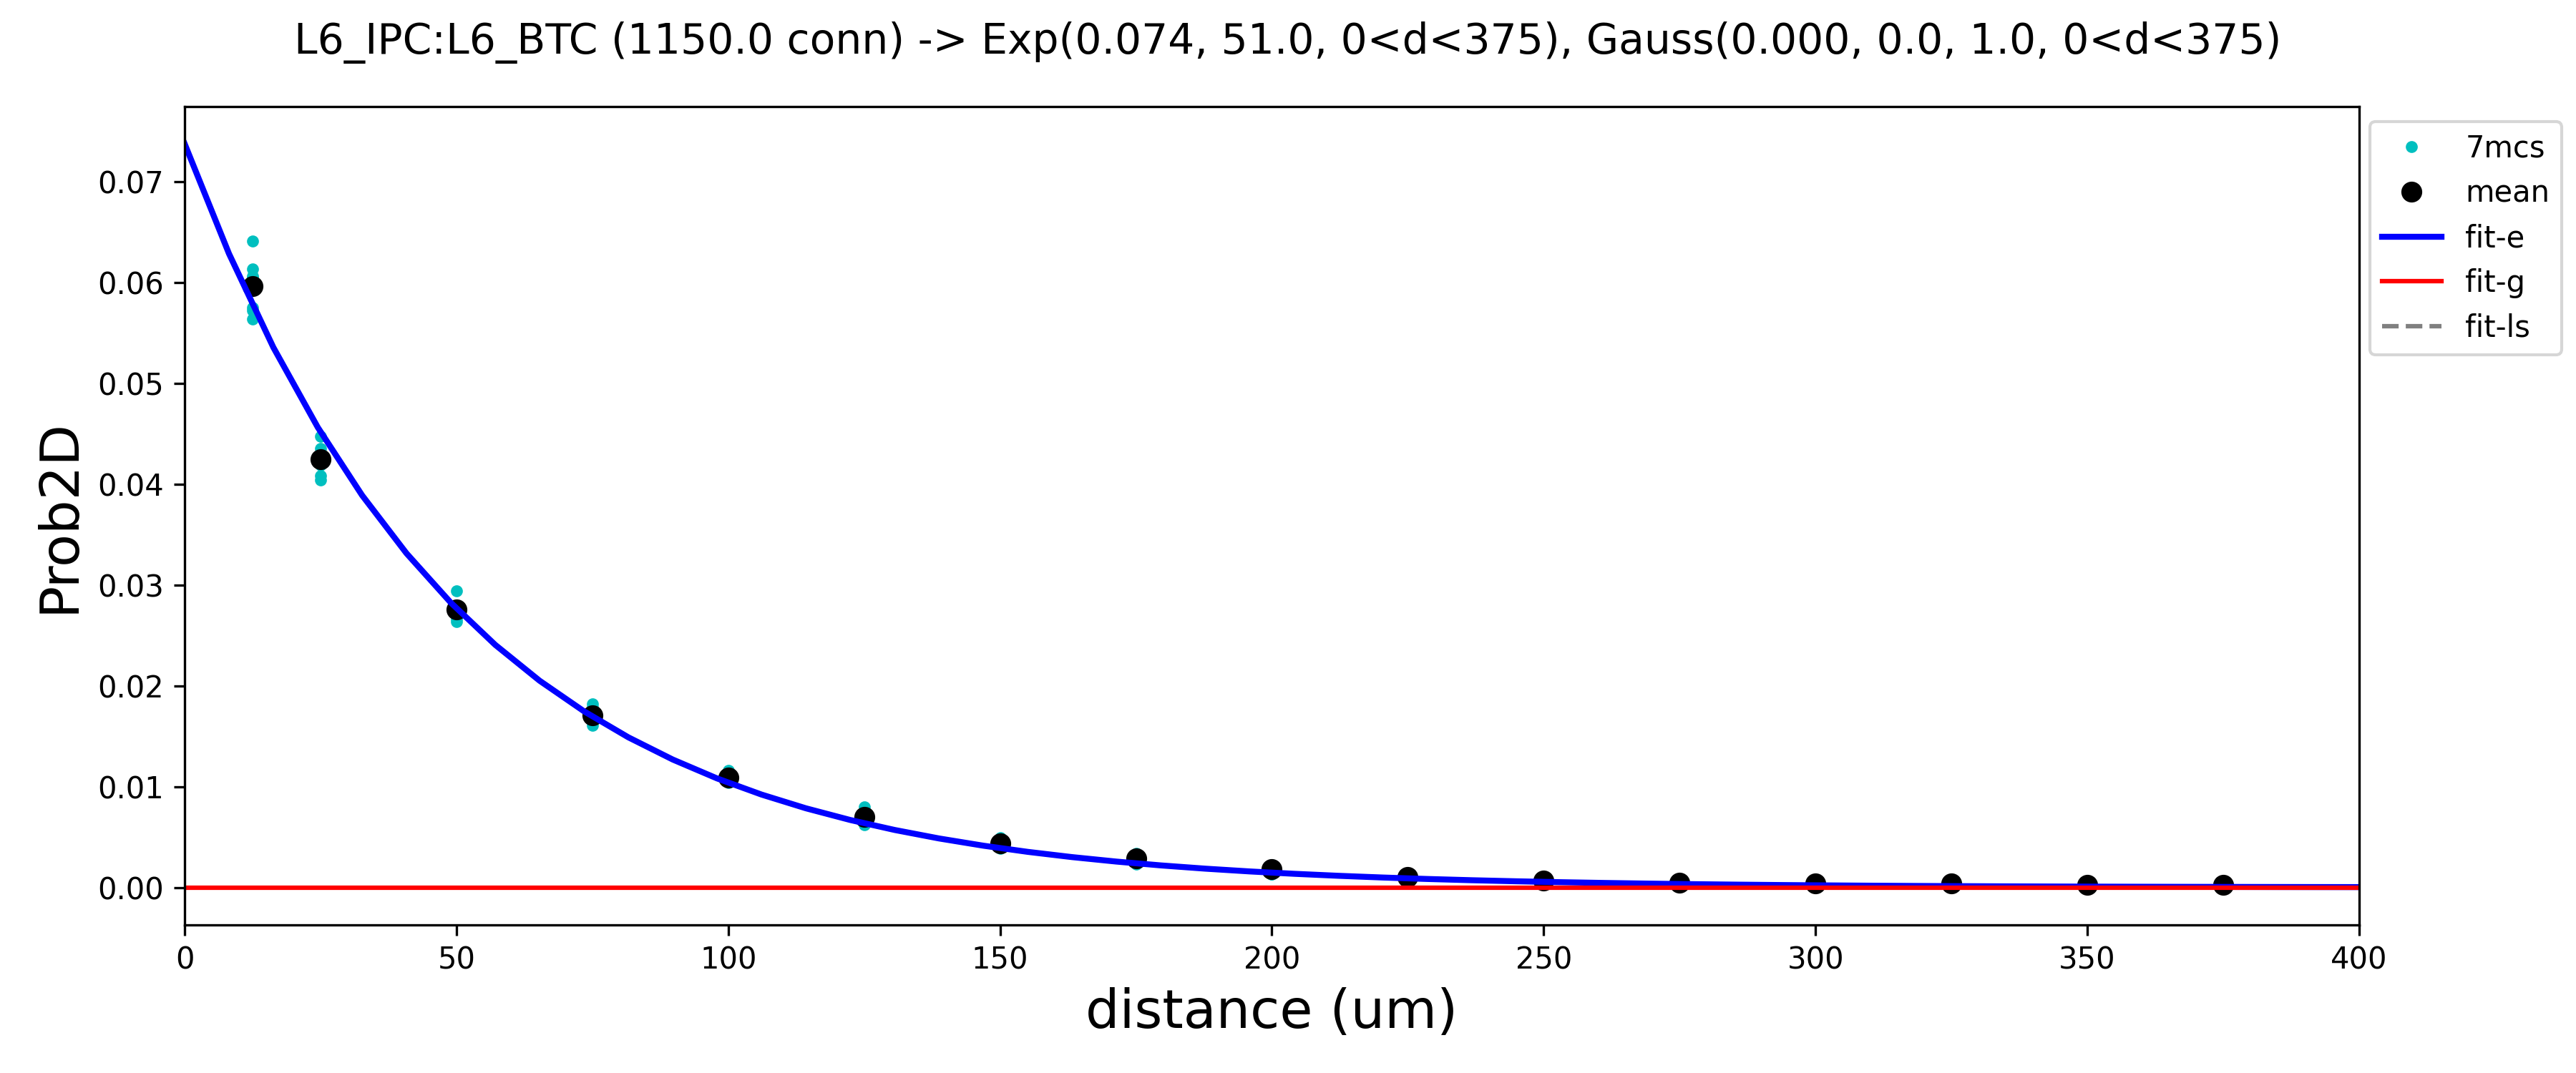 L6_IPC:L6_BTC (1150.0 conn) -> Exp(0.074, 51.0, 0<d<375), Gauss(0.000, 0.0, 1.0, 0<d<375)
7mcs
mean
fit-e
fit-g
fit-ls
Prob2D
0.07
0.06
0.05
0.04
0.03
0.02
0.01
0.00
0 50 100 150 200 250 300 350 400
distance (um)